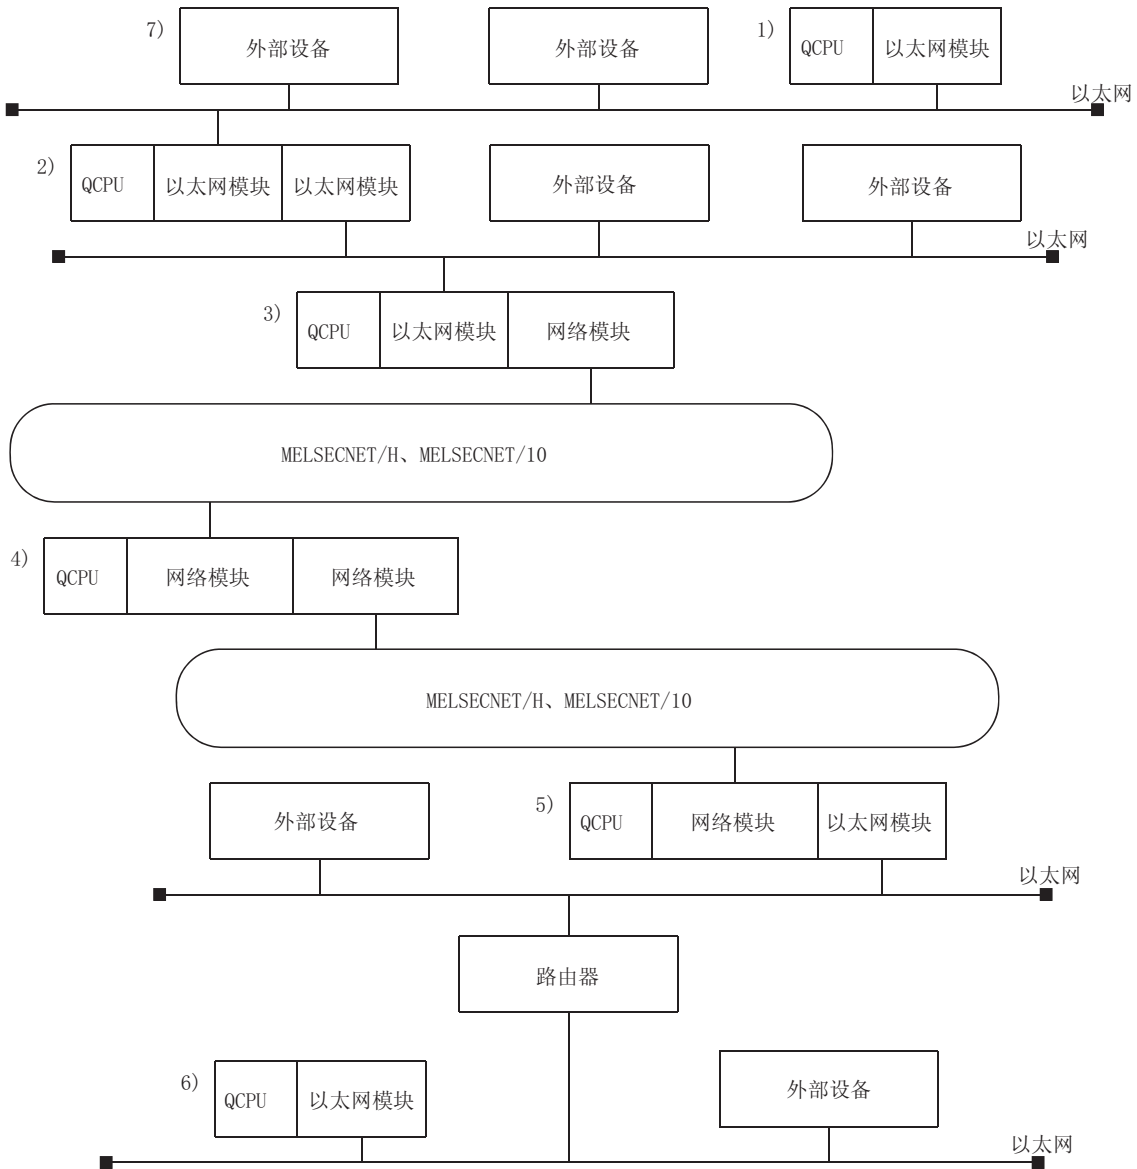 7)
外部设备
外部设备
1)
QCPU
以太网模块
以太网
2)
QCPU
以太网模块
以太网模块
外部设备
外部设备
以太网
3)
QCPU
以太网模块
网络模块
MELSECNET/H、MELSECNET/10
4)
QCPU
网络模块
网络模块
MELSECNET/H、MELSECNET/10
外部设备
5)
QCPU
网络模块
以太网模块
以太网
路由器
6)
QCPU
以太网模块
外部设备
以太网